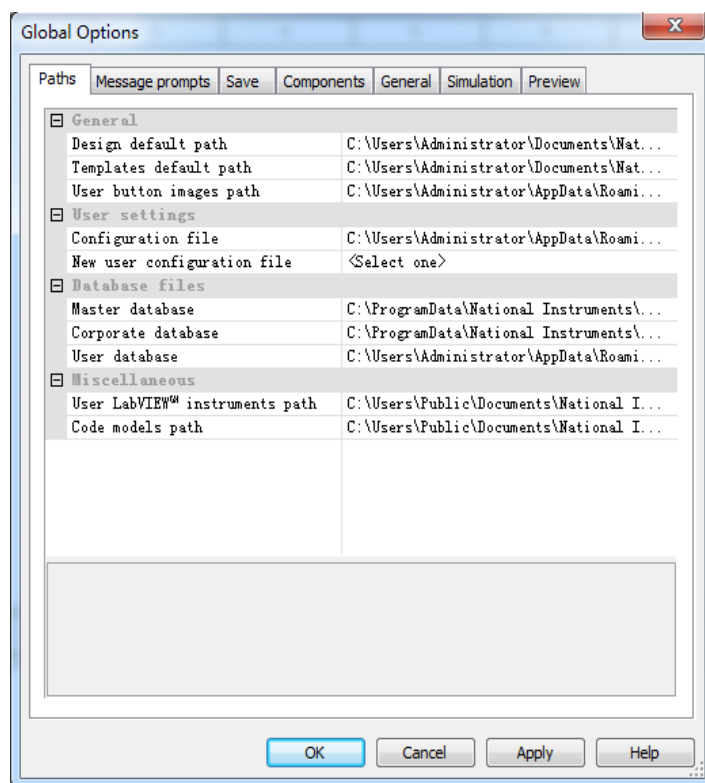 Global Options
Paths Message prompts Save Components General Simulation Preview
General
Design default path C:\Users\Administrator\Documents\Nat...
Templates default path C:\Users\Administrator\Documents\Nat...
User button images path C:\Users\Administrator\AppData\Roami...
User settings
Configuration file C:\Users\Administrator\AppData\Roami...
New user configuration file <Select one>
Database files
Master database C:\ProgramData\National Instruments\...
Corporate database C:\ProgramData\National Instruments\...
User database C:\Users\Administrator\AppData\Roami...
Miscellaneous
User LabVIEW™ instruments path C:\Users\Public\Documents\National I...
Code models path C:\Users\Public\Documents\National I...
OK Cancel Apply Help